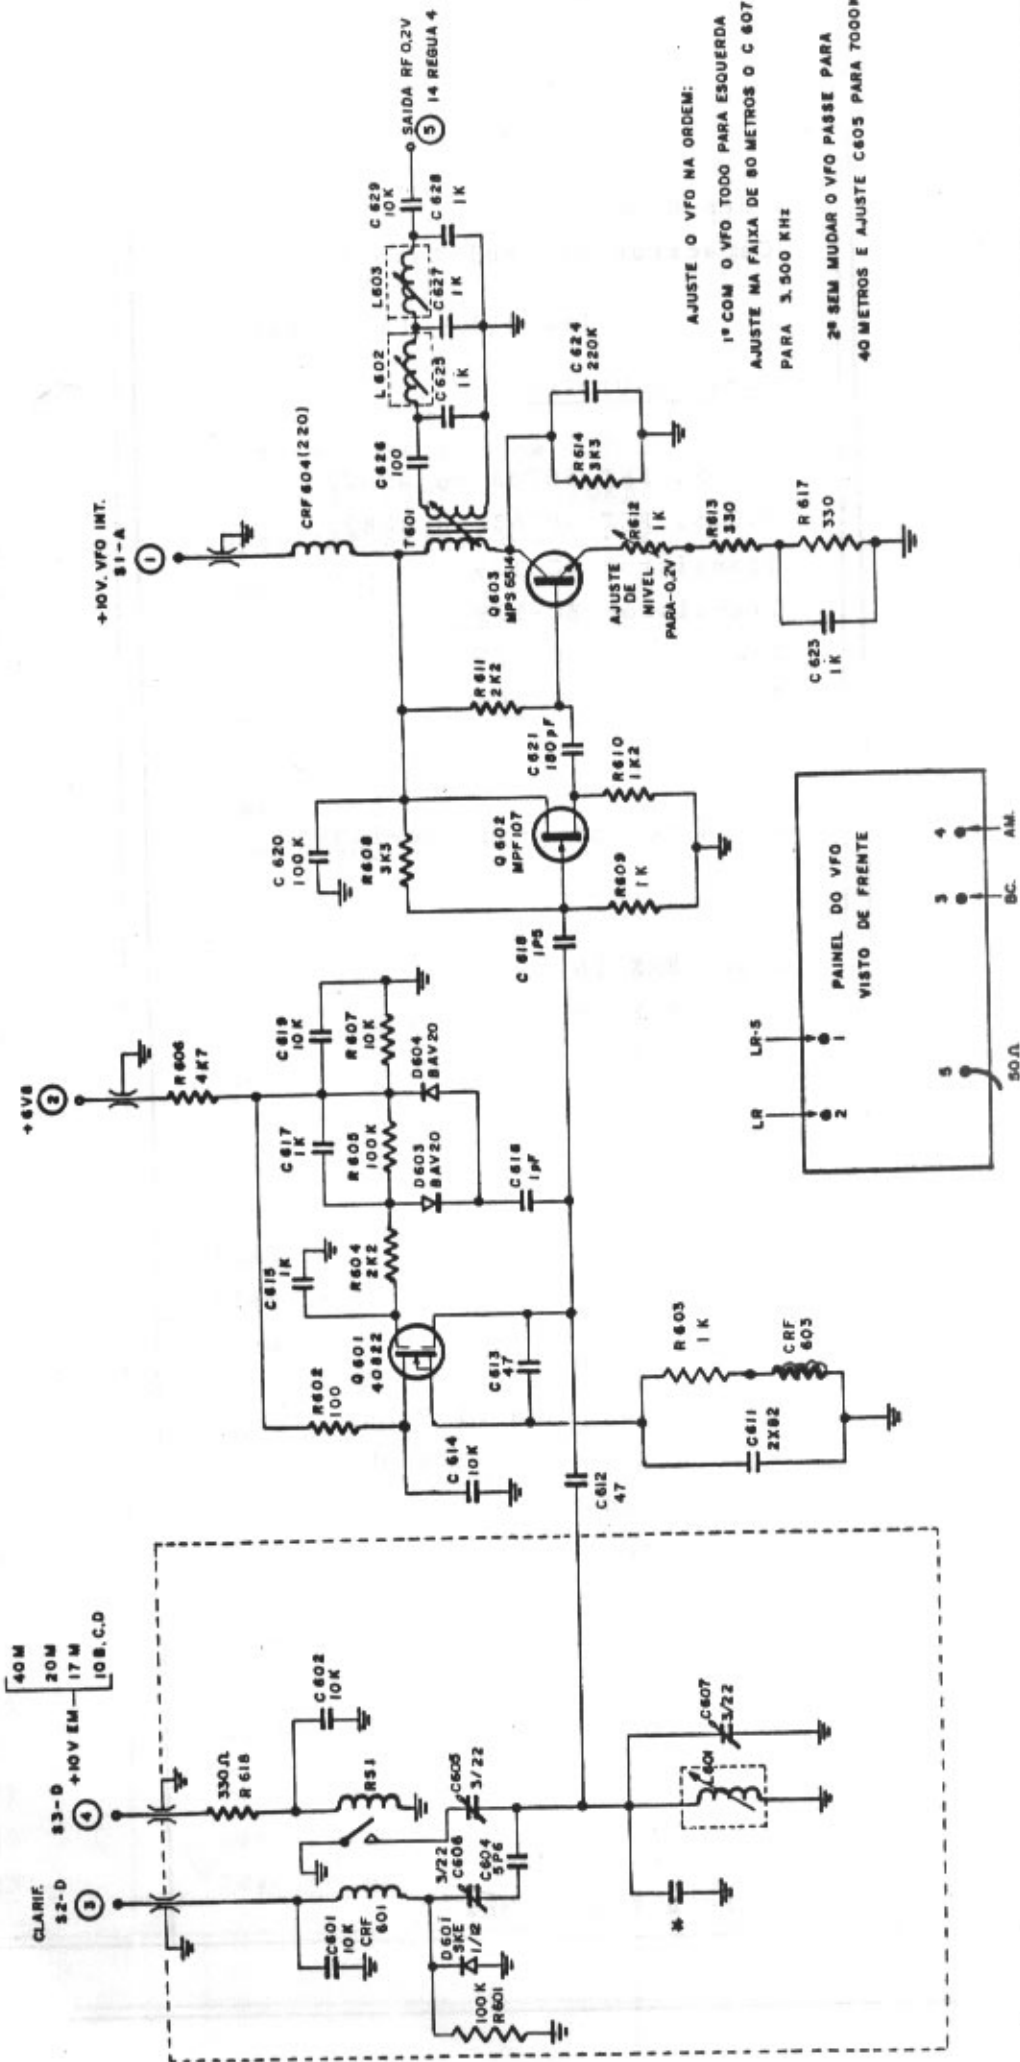 40M
20M
17M
10B,C,D
+10V EM
CLARIF.
S2-D
3
S3-D
4
330Ω
R 618
C602
10K
RS1
C601
10K
CRF
601
D601
SKE
1/12
100K
R601
3/22
C606
C605
3/22
C604
5P6
C607
3/22
L601
*
C612
47
+6V8
2
R606
4K7
R602
100
C 614
10K
Q601
40822
C615
1K
R604
2K2
C617
1K
R605
100K
C619
10K
R607
10K
D603
BAV20
D604
BAV20
C616
1pF
C613
47
R603
1K
CRF
603
C611
2X82
C 618
1P5
C 620
100K
R608
3K3
Q602
MPF107
R609
1K
R610
1K2
C621
180pF
R611
2K2
+10V. VFO INT.
S1-A
1
CRF604(220)
T601
Q603
MPS 6514
AJUSTE
DE
NIVEL
PARA-0,2V
R612
1K
R613
330
R 617
330
C 623
1K
R614
3K3
C 624
220K
C626
100
L602
L603
C625
1K
C627
1K
C 628
1K
C 629
10K
SAIDA RF 0,2V
5
14 REGUA 4
AJUSTE O VFO NA ORDEM:
1º COM O VFO TODO PARA ESQUERDA
AJUSTE NA FAIXA DE 80 METROS O C 607
PARA 3.500 KHz
2º SEM MUDAR O VFO PASSE PARA
40 METROS E AJUSTE C605 PARA 7000K
LR
LR-S
2
1
PAINEL DO VFO
VISTO DE FRENTE
5
3
4
50Ω
BC.
AM.